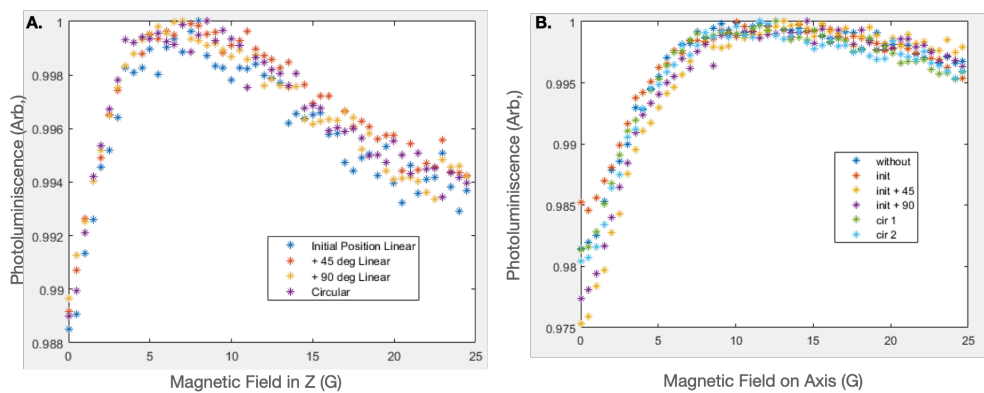 A.
1
0.998
0.996
0.994
0.992
0.99
0.988
0
5
10
15
20
25
Photoluminiscence (Arb,)
Magnetic Field in Z (G)
Initial Position Linear
+ 45 deg Linear
+ 90 deg Linear
Circular
B.
1
0.995
0.99
0.985
0.98
0.975
0
5
10
15
20
25
Photoluminiscence (Arb,)
Magnetic Field on Axis (G)
without
init
init + 45
init + 90
cir 1
cir 2